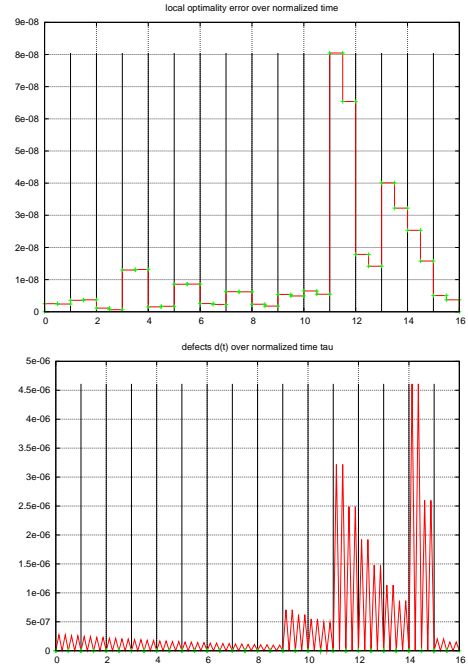 local optimality error over normalized time
9e-08
8e-08
7e-08
6e-08
5e-08
4e-08
3e-08
2e-08
1e-08
0
0 2 4 6 8 10 12 14 16
defects d(t) over normalized time tau
5e-06
4.5e-06
4e-06
3.5e-06
3e-06
2.5e-06
2e-06
1.5e-06
1e-06
5e-07
0
0 2 4 6 8 10 12 14 16